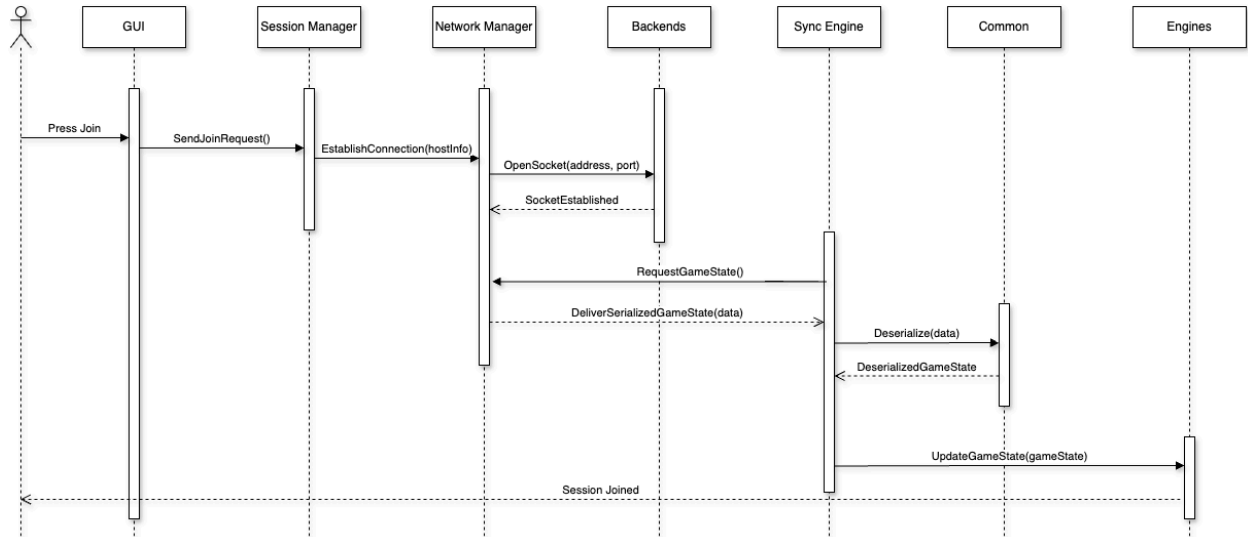 GUI
Session Manager
Network Manager
Backends
Sync Engine
Common
Engines
Press Join
SendJoinRequest()
EstablishConnection(hostInfo)
OpenSocket(address, port)
SocketEstablished
RequestGameState()
DeliverSerializedGameState(data)
Deserialize(data)
DeserializedGameState
UpdateGameState(gameState)
Session Joined